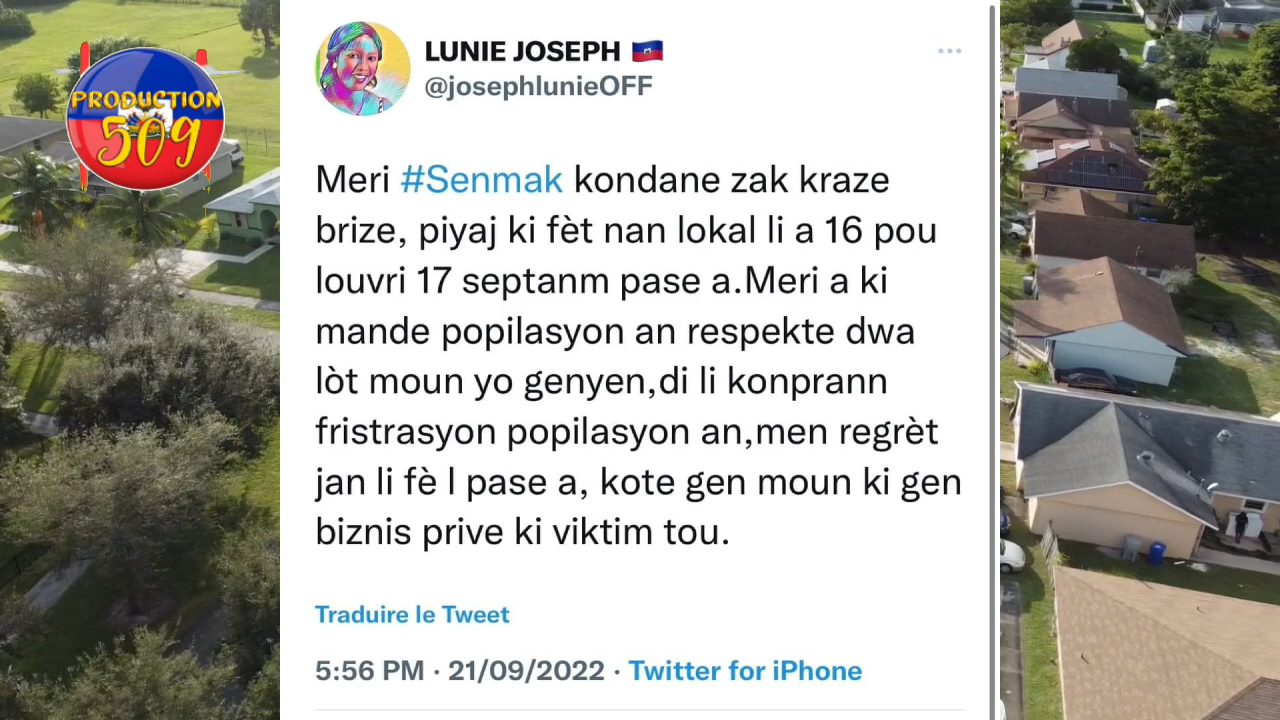 PRODUCTION
509
LUNIE JOSEPH 🇭🇹
@josephlunieOFF
Meri #Senmak kondane zak kraze
brize, piyaj ki fèt nan lokal li a 16 pou
louvri 17 septanm pase a.Meri a ki
mande popilasyon an respekte dwa
lòt moun yo genyen,di li konprann
fristrasyon popilasyon an,men regrèt
jan li fè l pase a, kote gen moun ki gen
biznis prive ki viktim tou.
Traduire le Tweet
5:56 PM · 21/09/2022 · Twitter for iPhone